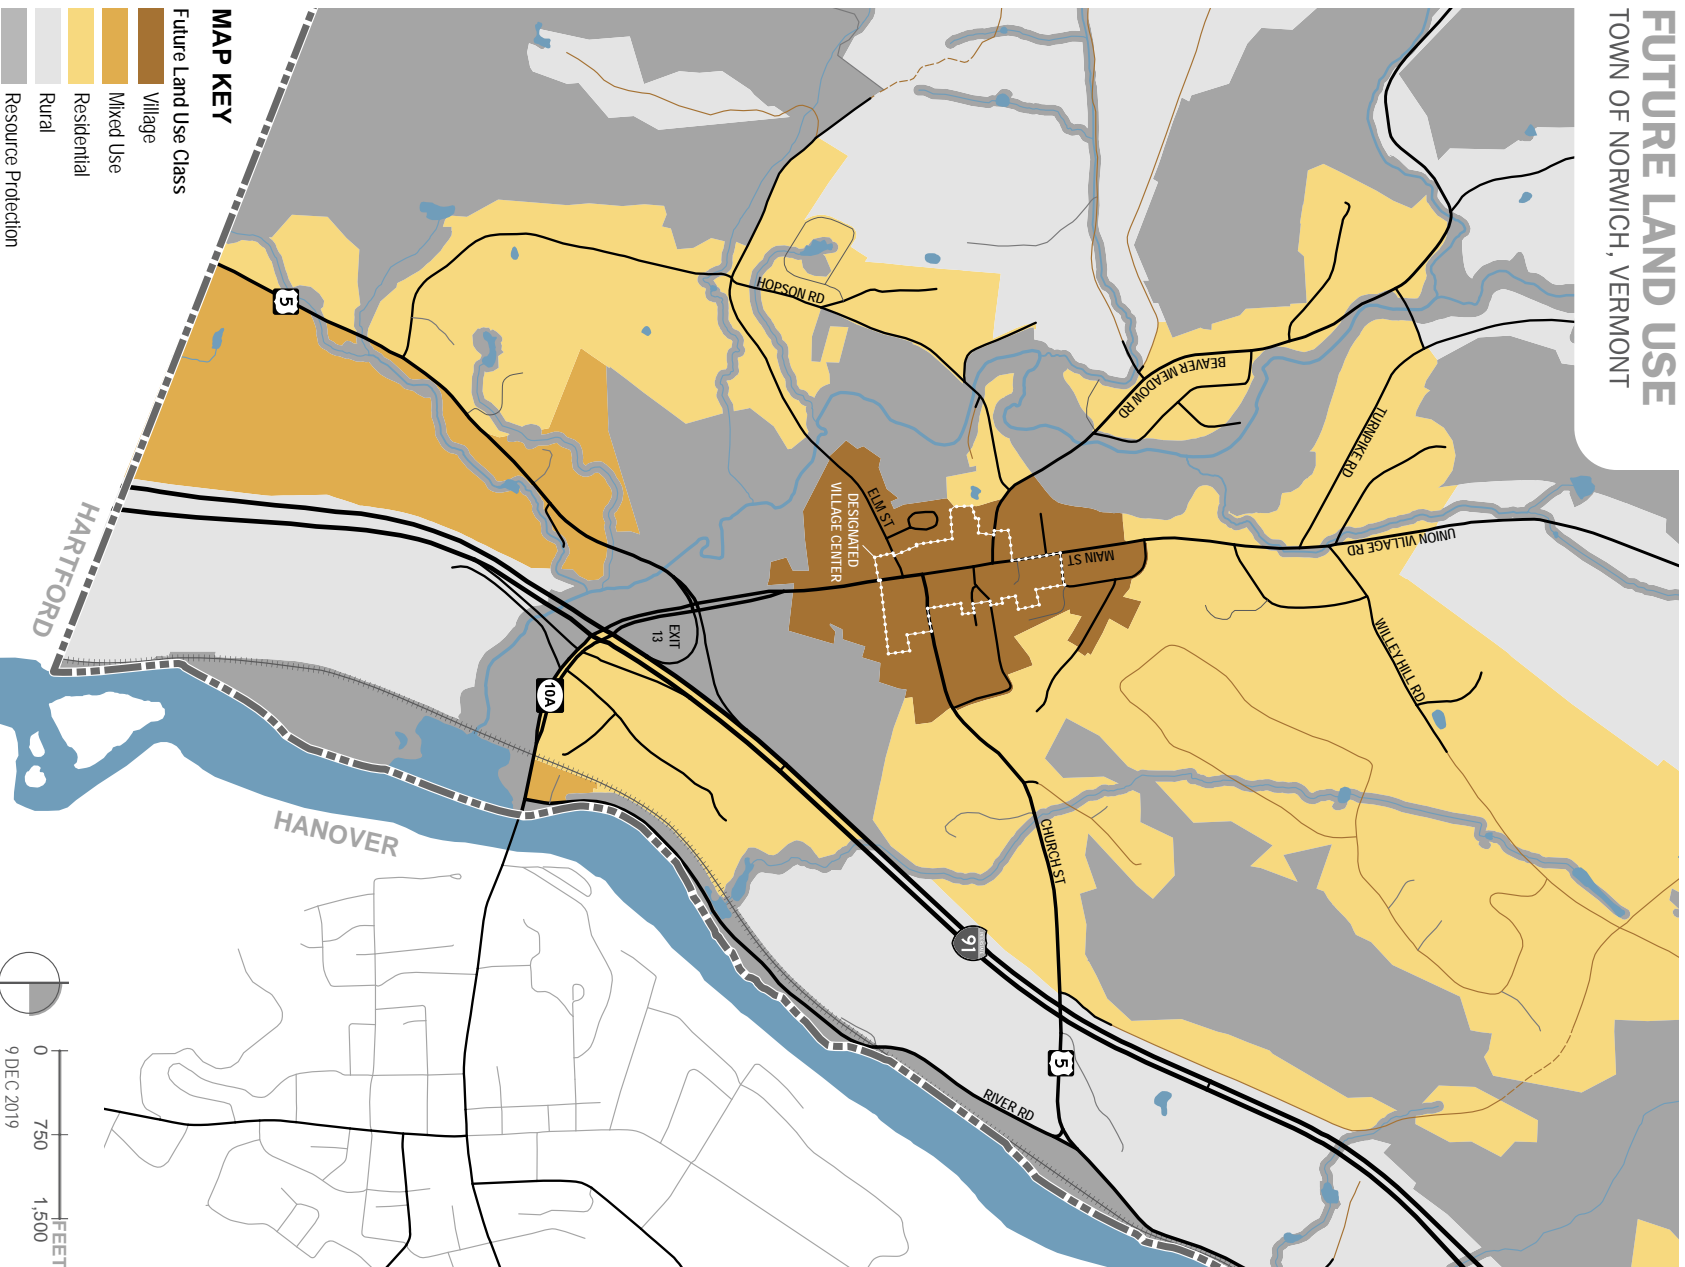 FUTURE LAND USE
TOWN OF NORWICH, VERMONT
MAP KEY
Future Land Use Class
Village
Mixed Use
Residential
Rural
Resource Protection
HOPSON RD
BEAVER MEADOW RD
TURNPIKE RD
UNION VILLAGE RD
WILLEY HILL RD
ELM ST
MAIN ST
DESIGNATED
VILLAGE CENTER
CHURCH ST
RIVER RD
EXIT
13
5
10A
91
5
HARTFORD
HANOVER
0 750 1,500
FEET
9 DEC 2019